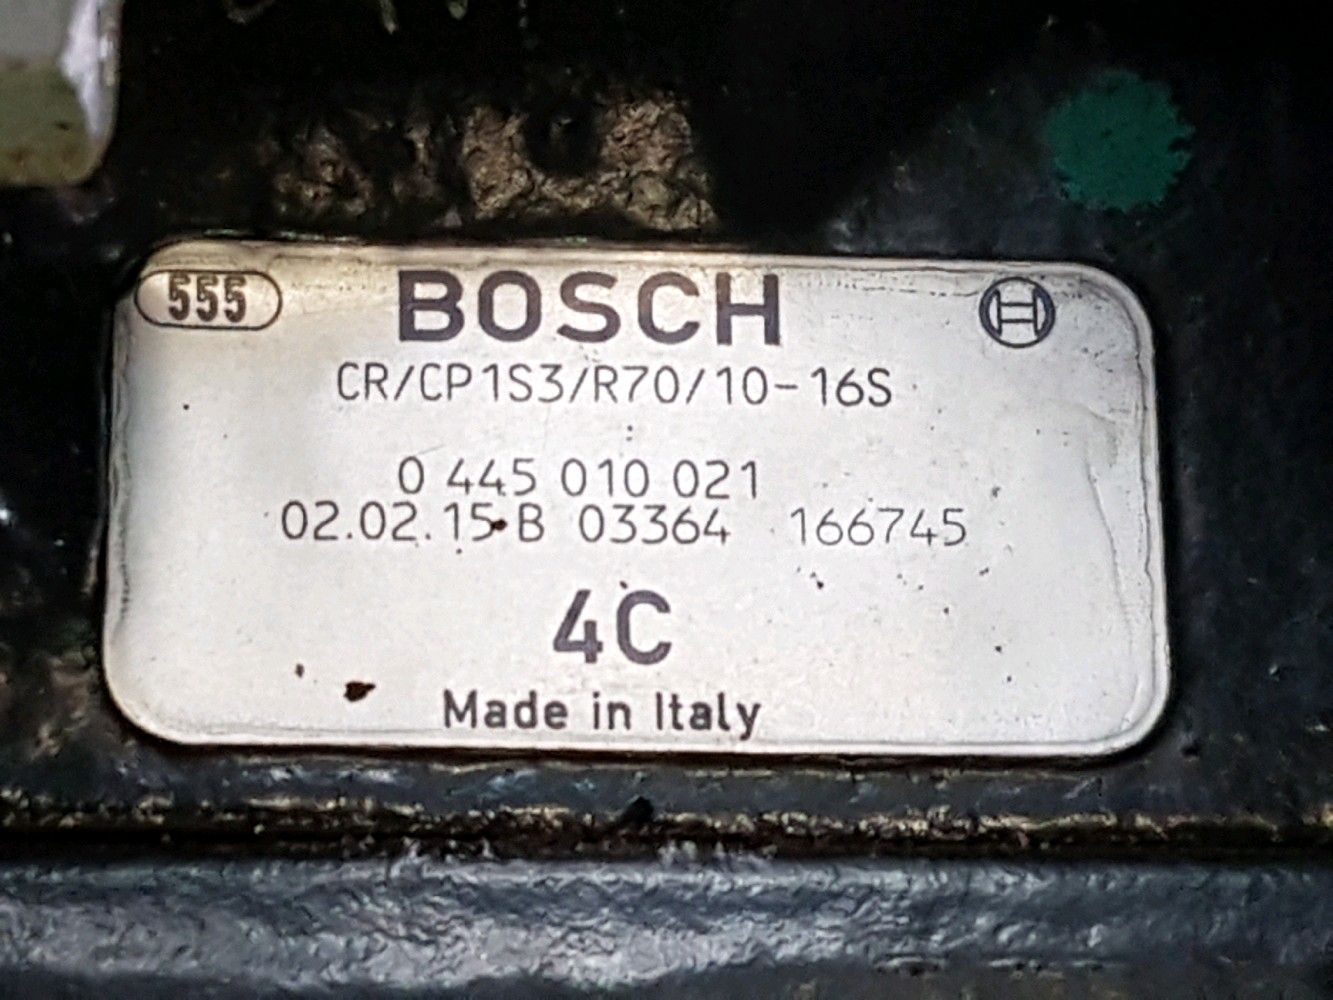 555 BOSCH
CR/CP1S3/R70/10-16S
0 445 010 021
02.02.15 B 03364 166745
4C
Made in Italy